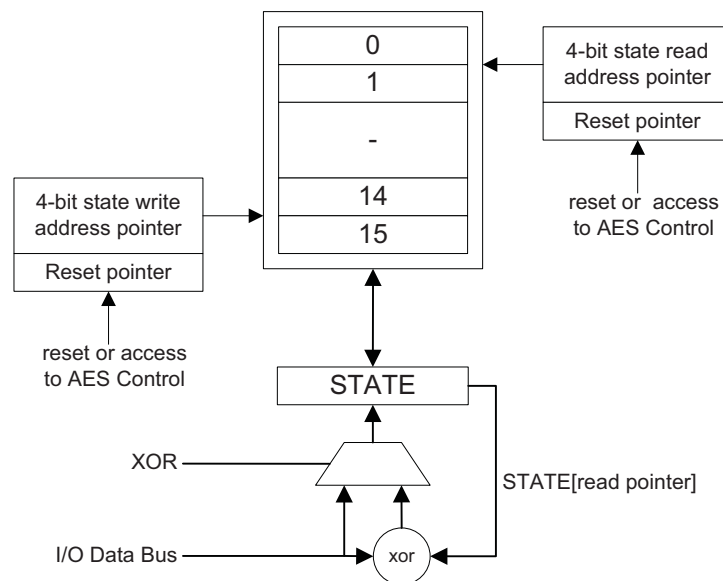 0
1
-
14
15
4-bit state read
address pointer
Reset pointer
reset or access
to AES Control
4-bit state write
address pointer
Reset pointer
reset or access
to AES Control
STATE
XOR
STATE[read pointer]
I/O Data Bus
xor